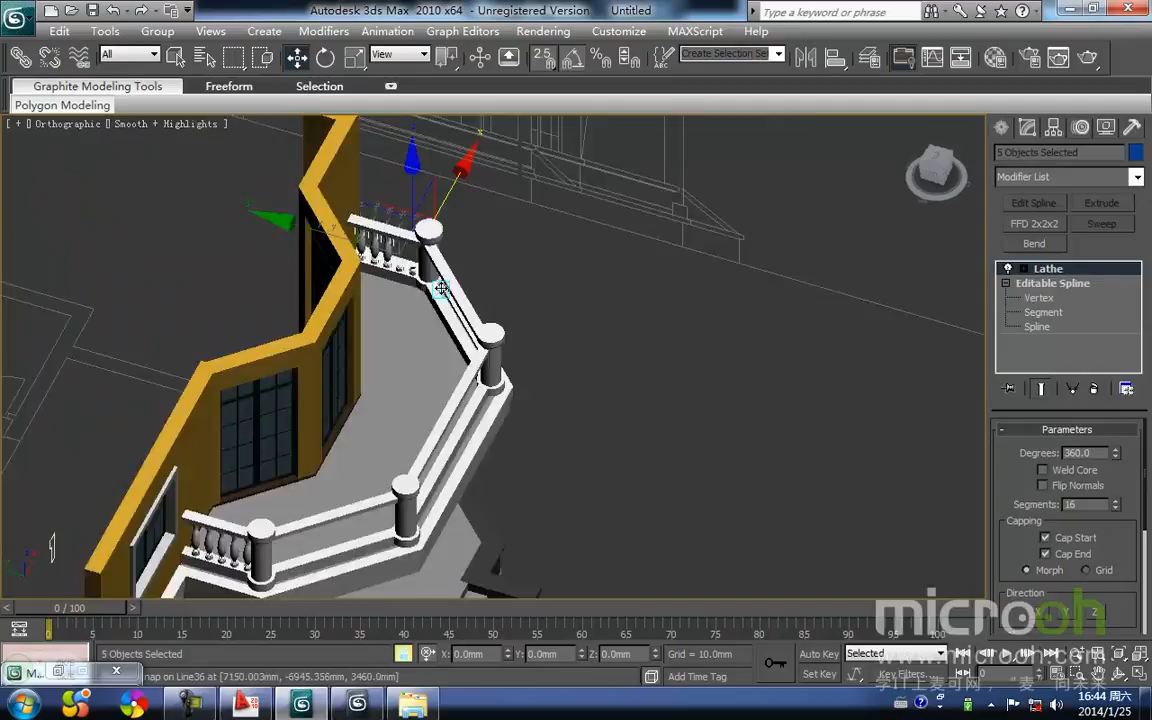 Autodesk 3ds Max 2010 x64 - Unregistered Version Untitled
Type a keyword or phrase
Edit Tools Group Views Create Modifiers Animation Graph Editors Rendering Customize MAXScript Help
All View 2.5 Create Selection Se
Graphite Modeling Tools Freeform Selection
Polygon Modeling
[ + ] Orthographic ] Smooth + Highlights ]
5 Objects Selected
Modifier List
Edit Spline Extrude
FFD 2x2x2 Sweep
Bend
Lathe
Editable Spline
Vertex
Segment
Spline
- Parameters
Degrees: 360.0
Weld Core
Flip Normals
Segments: 16
Capping
Cap Start
Cap End
Morph Grid
Direction
X Y Z
microoh
www.microoh.com
0 / 100
0 5 10 15 20 25 30 35 40 45 50 55 60 65 70 75 80 85 90 95 100
5 Objects Selected X: 0.0mm Y: 0.0mm Z: 0.0mm Grid = 10.0mm Auto Key Selected
nap on Line36 at [7150.003mm, -6945.356mm, 3460.0mm] Add Time Tag Set Key Key Filters...
M...
16:44 周六
2014/1/25